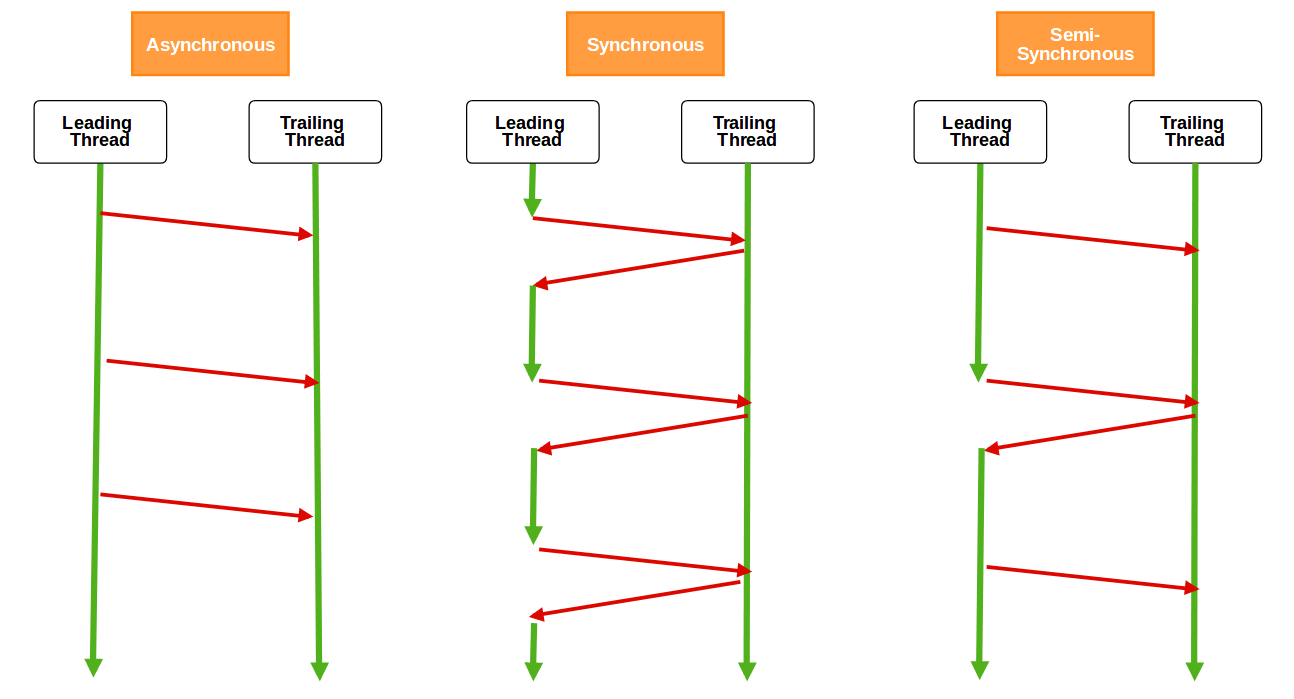 Asynchronous
Synchronous
Semi-
Synchronous
Leading
Thread
Trailing
Thread
Leading
Thread
Trailing
Thread
Leading
Thread
Trailing
Thread